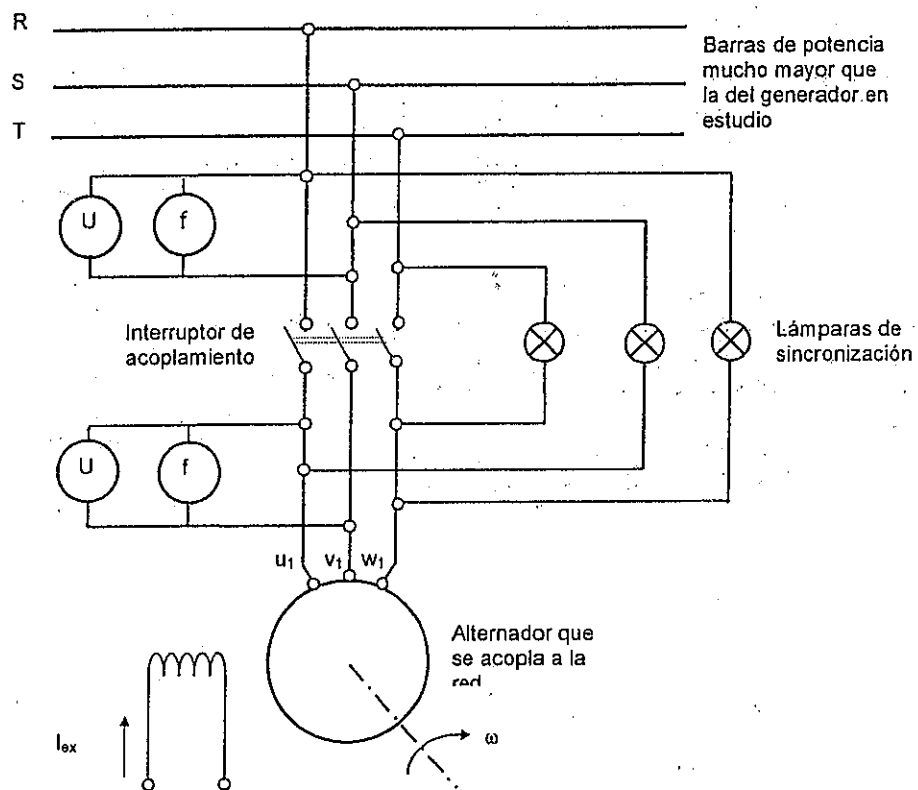 R
Barras de potencia
mucho mayor que
la del generador en
estudio
S
T
U
f
Interruptor de
acoplamiento
Lámparas de
sincronización
U
f
u1
v1
w1
Alternador que
se acopla a la
red
Iex
ω